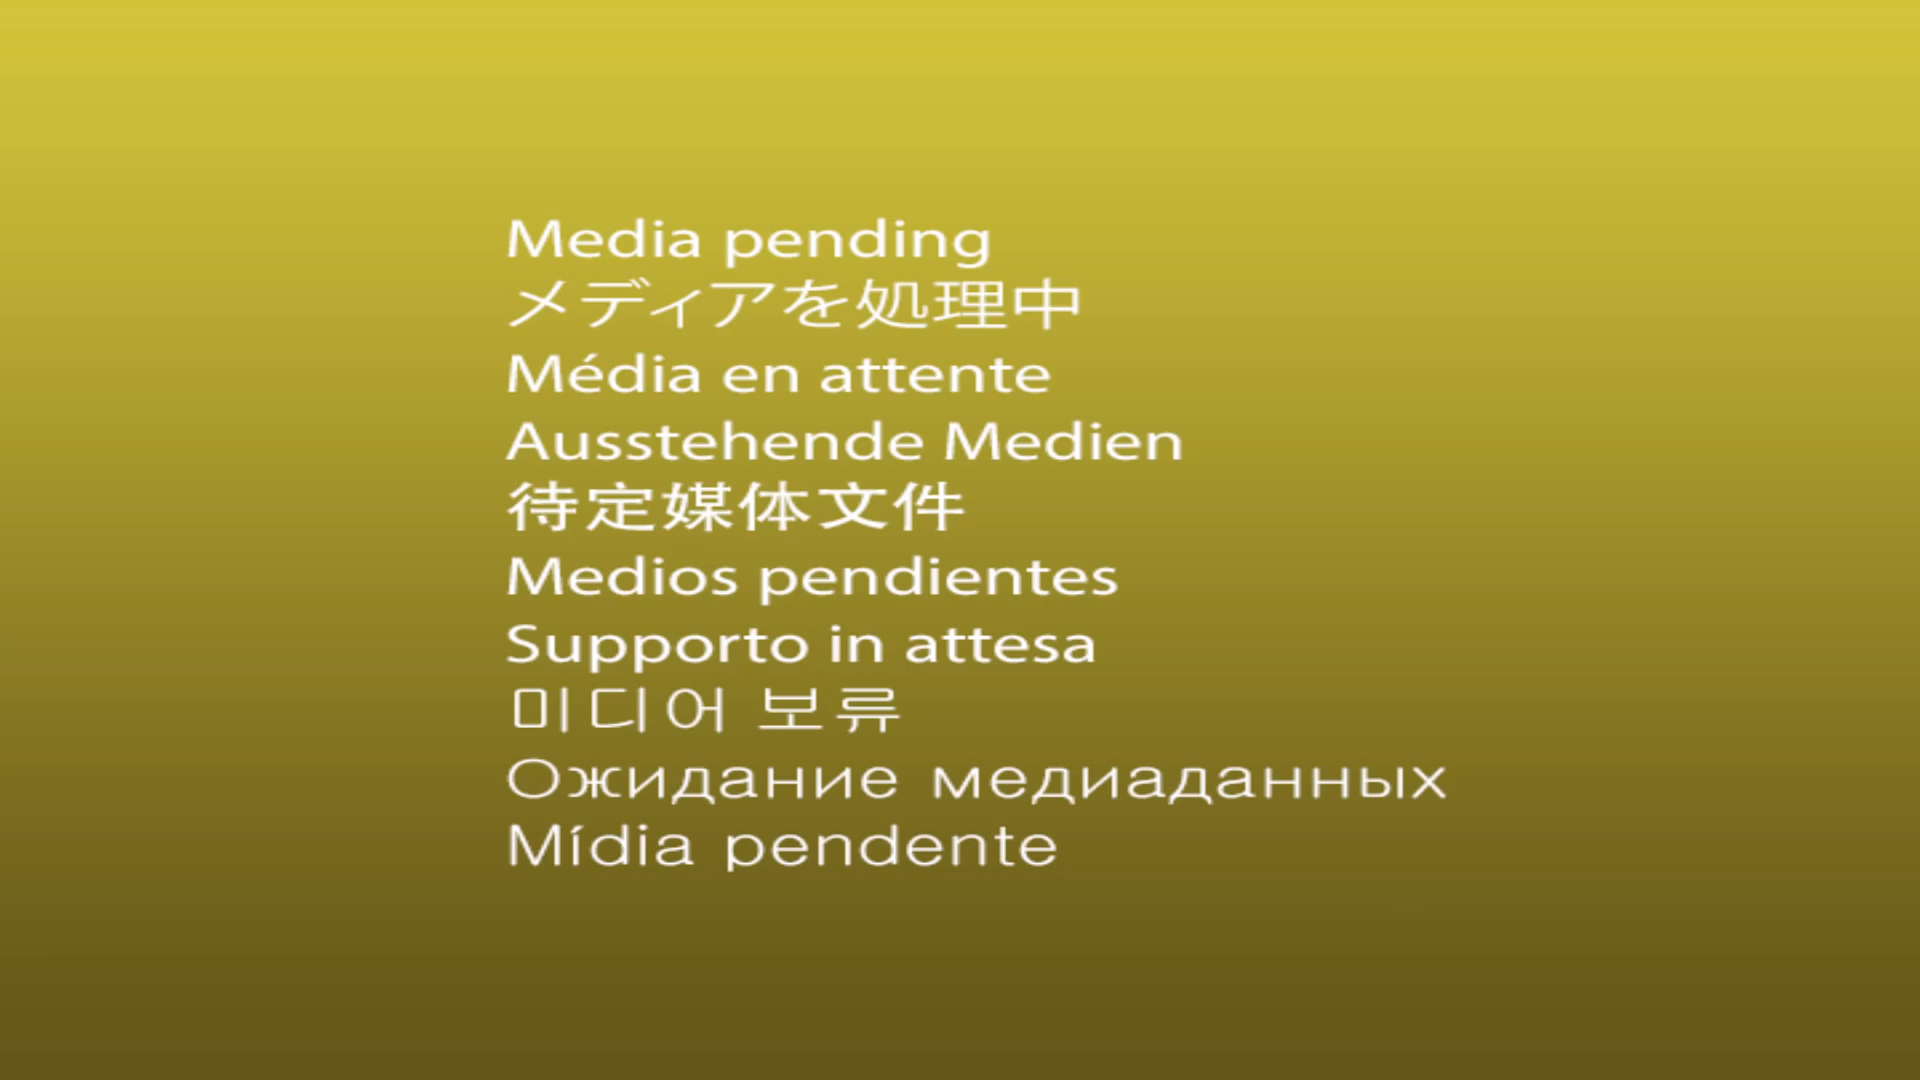 Media pending
メディアを処理中
Média en attente
Ausstehende Medien
待定媒体文件
Medios pendientes
Supporto in attesa
미디어 보류
Ожидание медиаданных
Mídia pendente